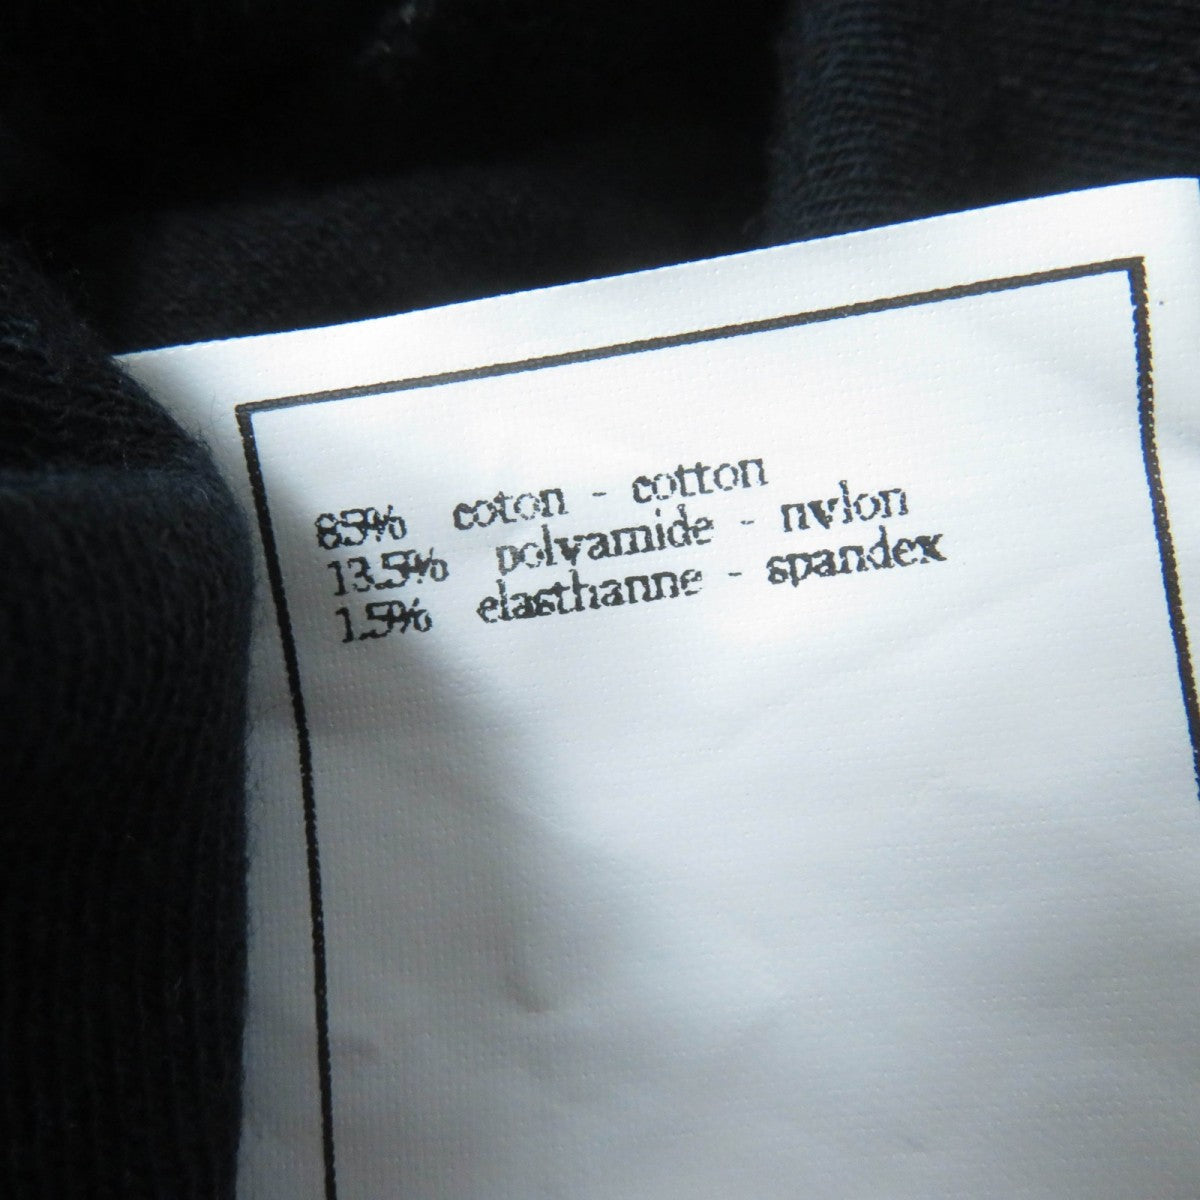 85% coton - cotton
13.5% polyamide - nylon
1.5% elasthanne - spandex